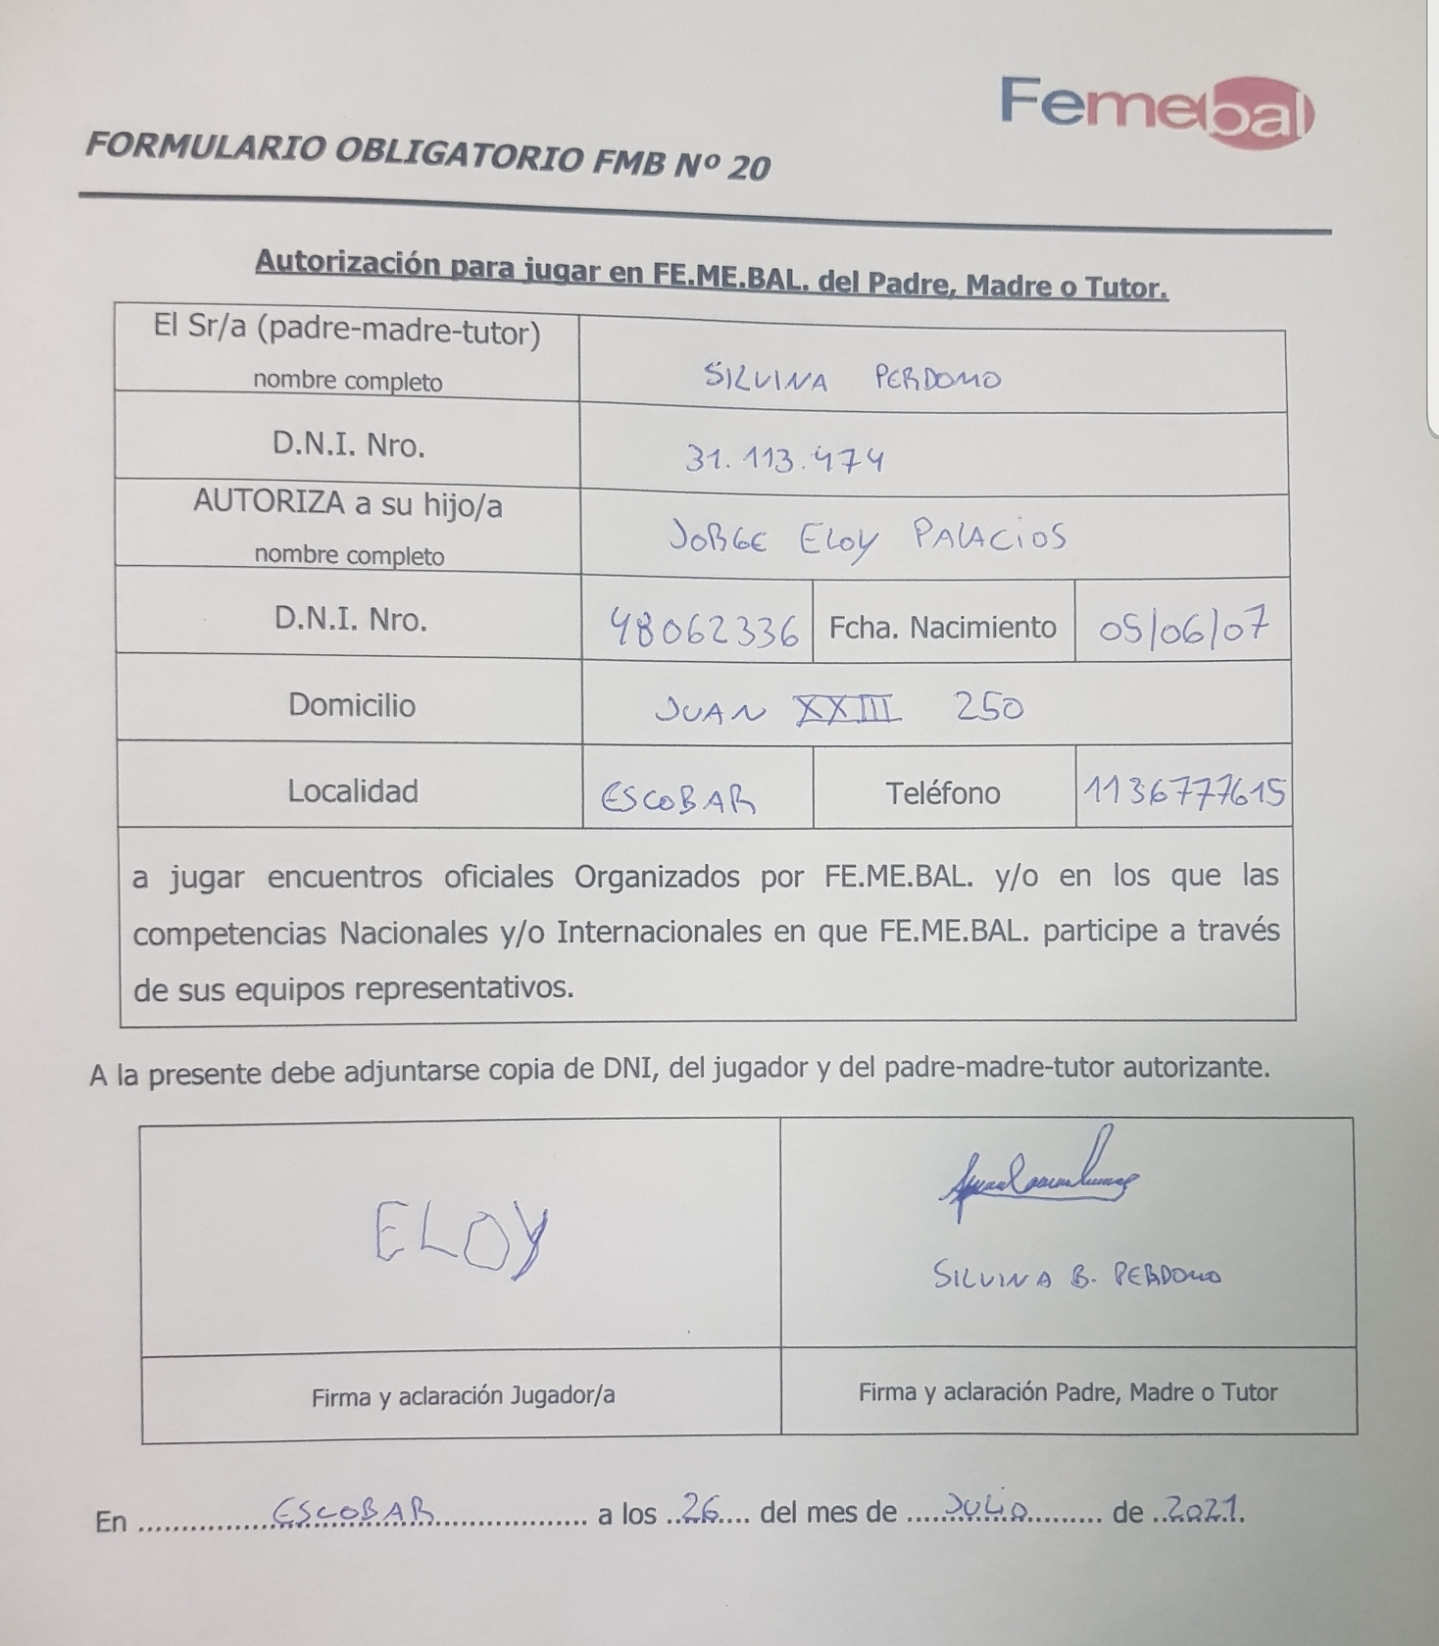 Femebal
FORMULARIO OBLIGATORIO FMB Nº 20
Autorización para jugar en FE.ME.BAL. del Padre, Madre o Tutor.
El Sr/a (padre-madre-tutor)
nombre completo
SILVINA PERDOMO
D.N.I. Nro.
31.113.474
AUTORIZA a su hijo/a
nombre completo
JORGE ELOY PALACIOS
D.N.I. Nro.
48062336
Fcha. Nacimiento
05/06/07
Domicilio
JUAN XXIII 250
Localidad
ESCOBAR
Teléfono
1136777615
a jugar encuentros oficiales Organizados por FE.ME.BAL. y/o en los que las
competencias Nacionales y/o Internacionales en que FE.ME.BAL. participe a través
de sus equipos representativos.
A la presente debe adjuntarse copia de DNI, del jugador y del padre-madre-tutor autorizante.
ELOY
SILVINA B. PERDOMO
Firma y aclaración Jugador/a
Firma y aclaración Padre, Madre o Tutor
En ESCOBAR a los 26 del mes de JULIO de 2021.